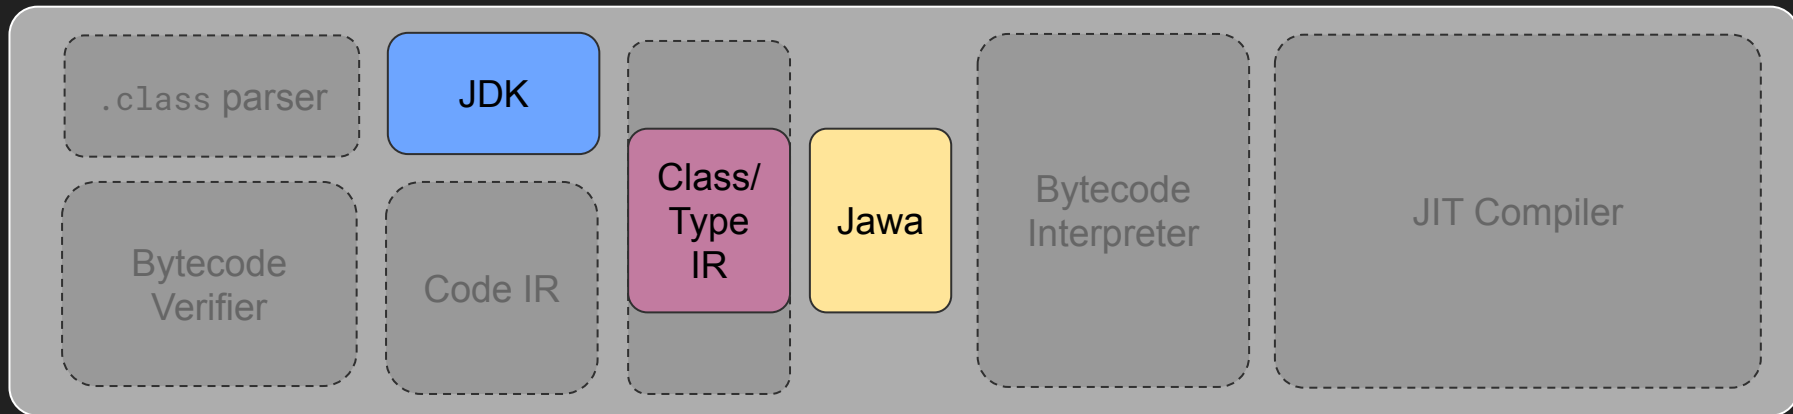 .class parser
JDK
Class/
Type
IR
Jawa
Bytecode
Interpreter
JIT Compiler
Bytecode
Verifier
Code IR